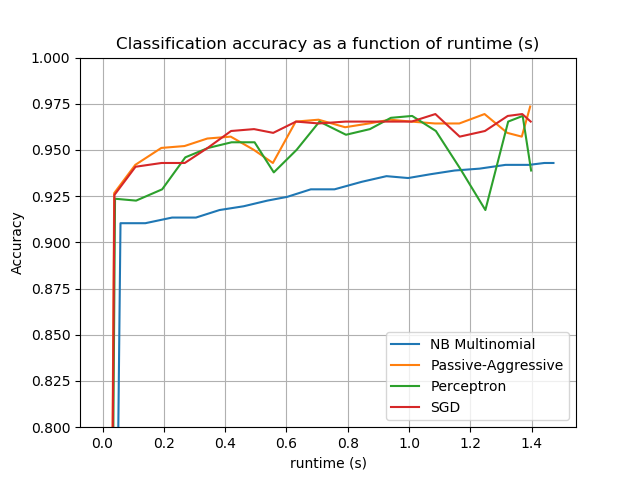 Classification accuracy as a function of runtime (s)
1.000
0.975
0.950
0.925
0.900
0.875
0.850
0.825
0.800
Accuracy
NB Multinomial
Passive-Aggressive
Perceptron
SGD
0.0 0.2 0.4 0.6 0.8 1.0 1.2 1.4
runtime (s)